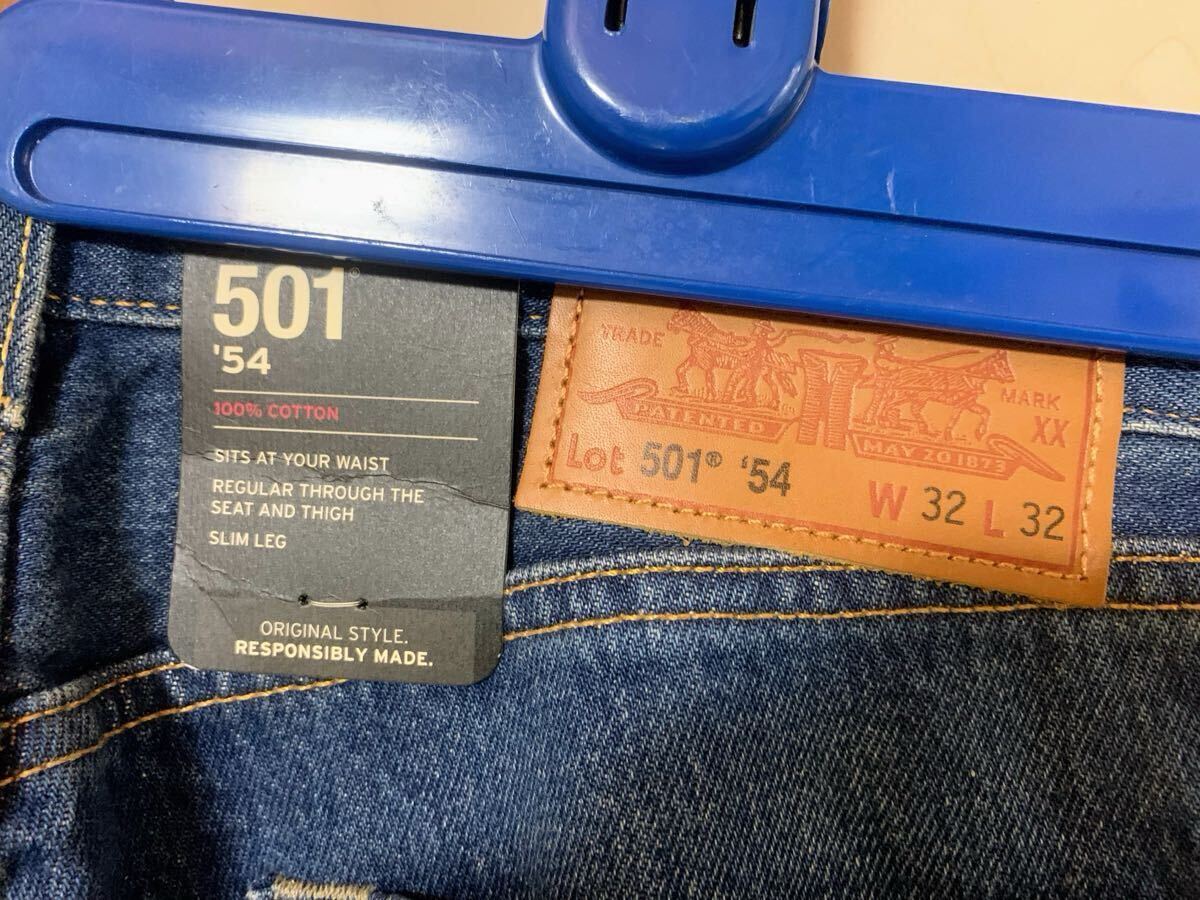 501®
'54
100% COTTON
SITS AT YOUR WAIST
REGULAR THROUGH THE
SEAT AND THIGH
SLIM LEG
ORIGINAL STYLE.
RESPONSIBLY MADE.
TRADE MARK
XX
PATENTED MAY 20 1873
Lot 501® '54
W 32 L 32